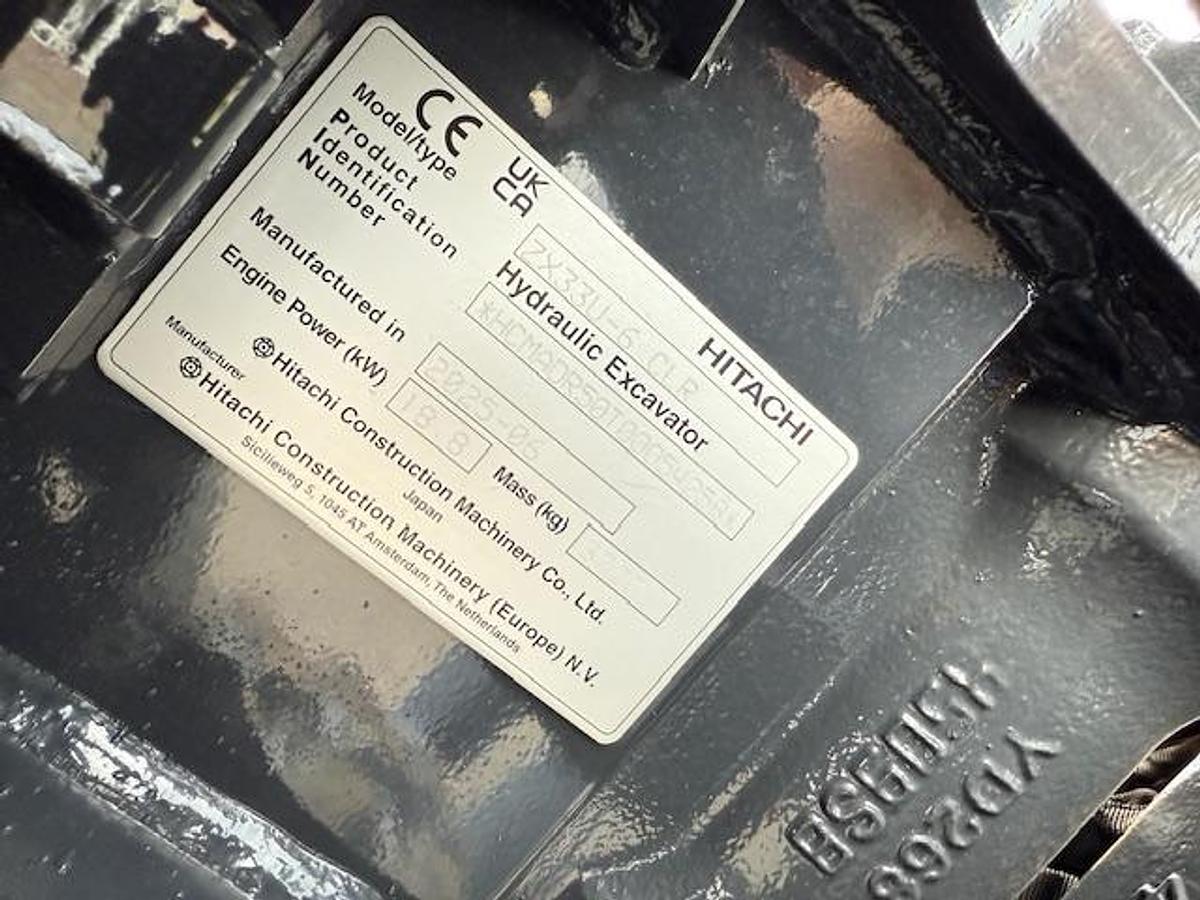 CE
UK
CA
HITACHI
Model/type
ZX33U-6 CLR
Hydraulic Excavator
Product
Identification
Number
Manufactured in
2025-06
Engine Power (kW)
18.8
Mass (kg)
Hitachi Construction Machinery Co., Ltd.
Japan
Manufacturer
Hitachi Construction Machinery (Europe) N.V.
Sicilieweg 5, 1045 AT Amsterdam, The Netherlands